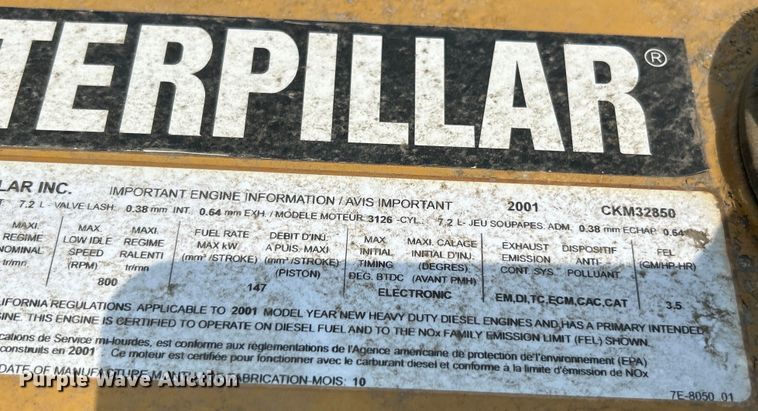 TERPILLAR®
LAR INC. IMPORTANT ENGINE INFORMATION / AVIS IMPORTANT 2001 CKM32850
7.2 L - VALVE LASH. 0.38 mm INT. 0.64 mm EXH. / MODELE MOTEUR. 3126 -CYL.: 7.2 L- JEU SOUPAPES. ADM. 0.38 mm ECHAP. 0.64
MAXI. REGIME NOMINAL tr/mn
MAX. LOW IDLE SPEED (RPM)
MAXI. REGIME RALENTI tr/mn
FUEL RATE MAX kW (mm³/STROKE)
DEBIT D'INJ. A PUIS- MAXI (mm³/STROKE) (PISTON)
MAX. INITIAL TIMING DEG. BTDC
MAXI. CALAGE INITIAL D'INJ. (DEGRES). (AVANT PMH)
EXHAUST EMISSION CONT. SYS.
DISPOSITIF ANTI- POLLUANT
FEL (GM/HP-HR)
800 147 ELECTRONIC EM,DI,TC,ECM,CAC,CAT 3.5
CALIFORNIA REGULATIONS. APPLICABLE TO 2001 MODEL YEAR NEW HEAVY DUTY DIESEL ENGINES AND HAS A PRIMARY INTENDED
GINE. THIS ENGINE IS CERTIFIED TO OPERATE ON DIESEL FUEL AND TO THE NOx FAMILY EMISSION LIMIT (FEL) SHOWN.
cations de Service mi-lourdes, est conforme aux réglementations de l'Agence américaine de protection de l'environnement (EPA)
construits en 2001 Ce moteur est certifié pour fonctionner avec le carburant diesel et conforme à la limite d'émission de NOx
DATE OF MANUFACTURE-MONTH FABRICATION-MOIS: 10
7E-8050 01
Purple Wave Auction